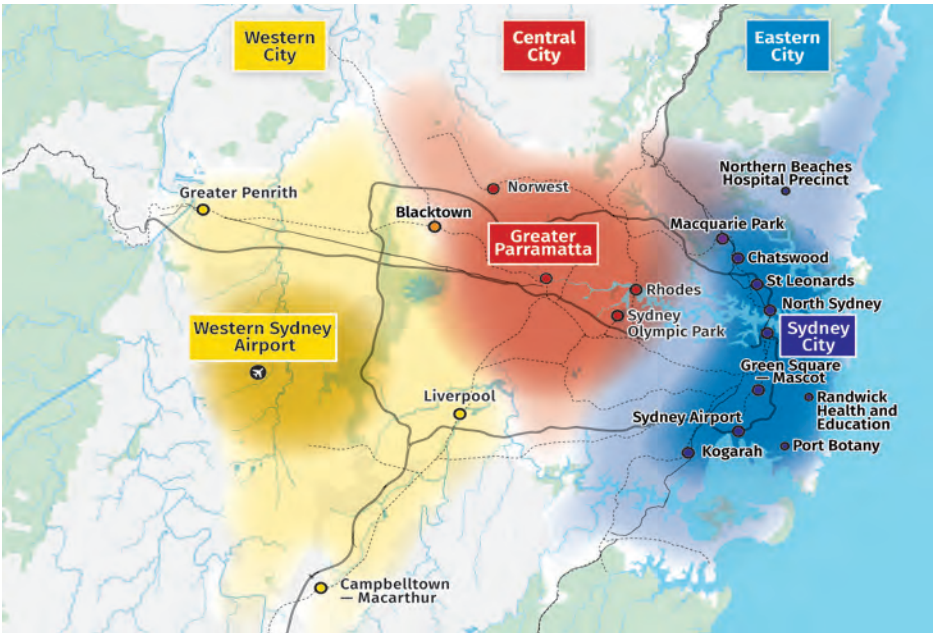 Western
City
Central
City
Eastern
City
Northern Beaches
Hospital Precinct
Greater Penrith
Norwest
Blacktown
Macquarie Park
Greater
Parramatta
Chatswood
St Leonards
Rhodes
North Sydney
Sydney
Olympic Park
Western Sydney
Airport
Sydney
City
Green Square
— Mascot
Liverpool
Randwick
Health and
Education
Sydney Airport
Port Botany
Kogarah
Campbelltown
— Macarthur